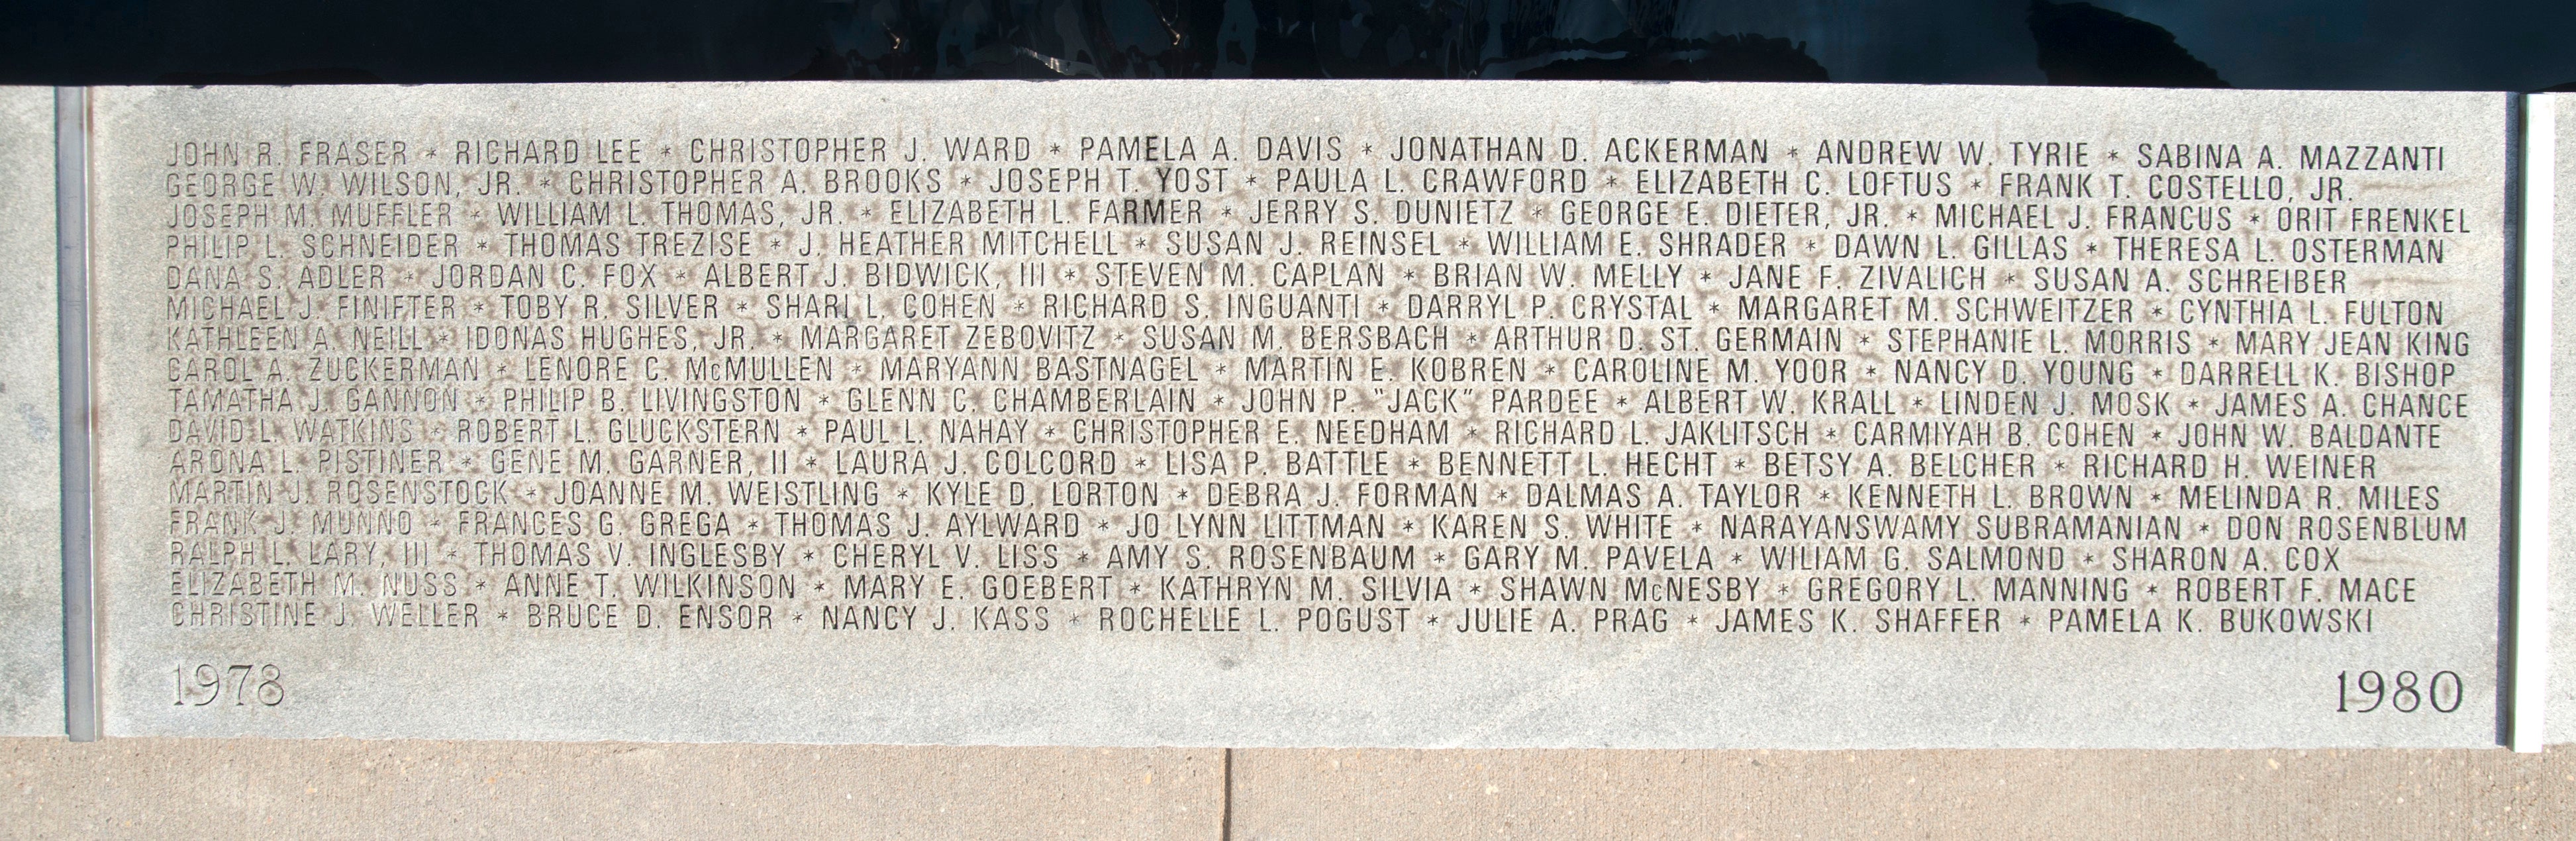 JOHN R. FRASER * RICHARD LEE * CHRISTOPHER J. WARD * PAMELA A. DAVIS * JONATHAN D. ACKERMAN * ANDREW W. TYRIE * SABINA A. MAZZANTI
GEORGE W. WILSON, JR. * CHRISTOPHER A. BROOKS * JOSEPH T. YOST * PAULA L. CRAWFORD * ELIZABETH C. LOFTUS * FRANK T. COSTELLO, JR.
JOSEPH M. MUFFLER * WILLIAM L. THOMAS, JR. * ELIZABETH L. FARMER * JERRY S. DUNIETZ * GEORGE E. DIETER, JR. * MICHAEL J. FRANCUS * ORIT FRENKEL
PHILIP L. SCHNEIDER * THOMAS TREZISE * J. HEATHER MITCHELL * SUSAN J. REINSEL * WILLIAM E. SHRADER * DAWN L. GILLAS * THERESA L. OSTERMAN
DANA S. ADLER * JORDAN C. FOX * ALBERT J. BIDWICK, III * STEVEN M. CAPLAN * BRIAN W. MELLY * JANE F. ZIVALICH * SUSAN A. SCHREIBER
MICHAEL J. FINIFTER * TOBY R. SILVER * SHARI L. COHEN * RICHARD S. INGUANTI * DARRYL P. CRYSTAL * MARGARET M. SCHWEITZER * CYNTHIA L. FULTON
KATHLEEN A. NEILL * IDONAS HUGHES, JR. * MARGARET ZEBOVITZ * SUSAN M. BERSBACH * ARTHUR D. ST. GERMAIN * STEPHANIE L. MORRIS * MARY JEAN KING
CAROL A. ZUCKERMAN * LENORE C. McMULLEN * MARYANN BASTNAGEL * MARTIN E. KOBREN * CAROLINE M. YOOR * NANCY D. YOUNG * DARRELL K. BISHOP
TAMATHA J. GANNON * PHILIP B. LIVINGSTON * GLENN C. CHAMBERLAIN * JOHN P. "JACK" PARDEE * ALBERT W. KRALL * LINDEN J. MOSK * JAMES A. CHANCE
DAVID L. WATKINS * ROBERT L. GLUCKSTERN * PAUL L. NAHAY * CHRISTOPHER E. NEEDHAM * RICHARD L. JAKLITSCH * CARMIYAH B. COHEN * JOHN W. BALDANTE
ARONA L. PISTINER * GENE M. GARNER, II * LAURA J. COLCORD * LISA P. BATTLE * BENNETT L. HECHT * BETSY A. BELCHER * RICHARD H. WEINER
MARTIN J. ROSENSTOCK * JOANNE M. WEISTLING * KYLE D. LORTON * DEBRA J. FORMAN * DALMAS A. TAYLOR * KENNETH L. BROWN * MELINDA R. MILES
FRANK J. MUNNO * FRANCES G. GREGA * THOMAS J. AYLWARD * JO LYNN LITTMAN * KAREN S. WHITE * NARAYANSWAMY SUBRAMANIAN * DON ROSENBLUM
RALPH L. LARY, III * THOMAS V. INGLESBY * CHERYL V. LISS * AMY S. ROSENBAUM * GARY M. PAVELA * WILIAM G. SALMOND * SHARON A. COX
ELIZABETH M. NUSS * ANNE T. WILKINSON * MARY E. GOEBERT * KATHRYN M. SILVIA * SHAWN McNESBY * GREGORY L. MANNING * ROBERT F. MACE
CHRISTINE J. WELLER * BRUCE D. ENSOR * NANCY J. KASS * ROCHELLE L. POGUST * JULIE A. PRAG * JAMES K. SHAFFER * PAMELA K. BUKOWSKI
1978 1980